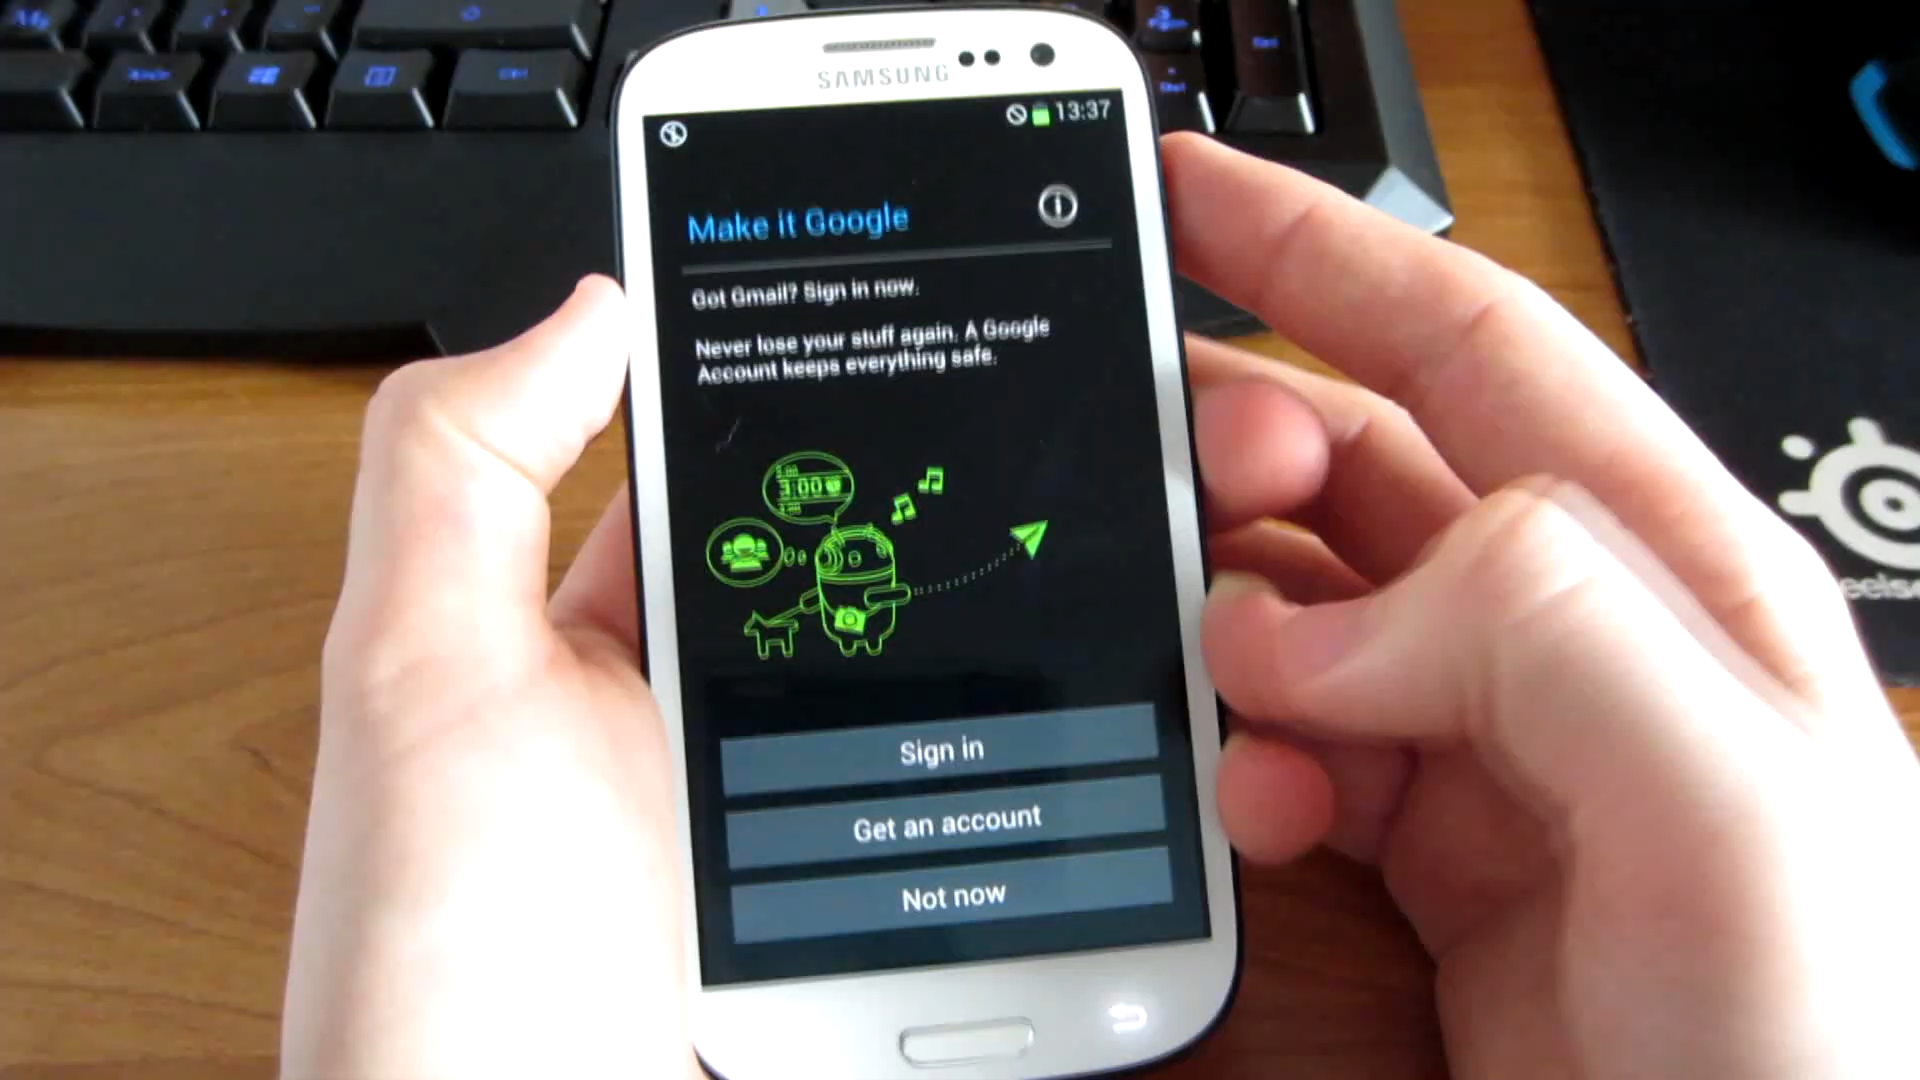 SAMSUNG
13:37
Make it Google
Got Gmail? Sign in now.
Never lose your stuff again. A Google
Account keeps everything safe.
3:00
Sign in
Get an account
Not now